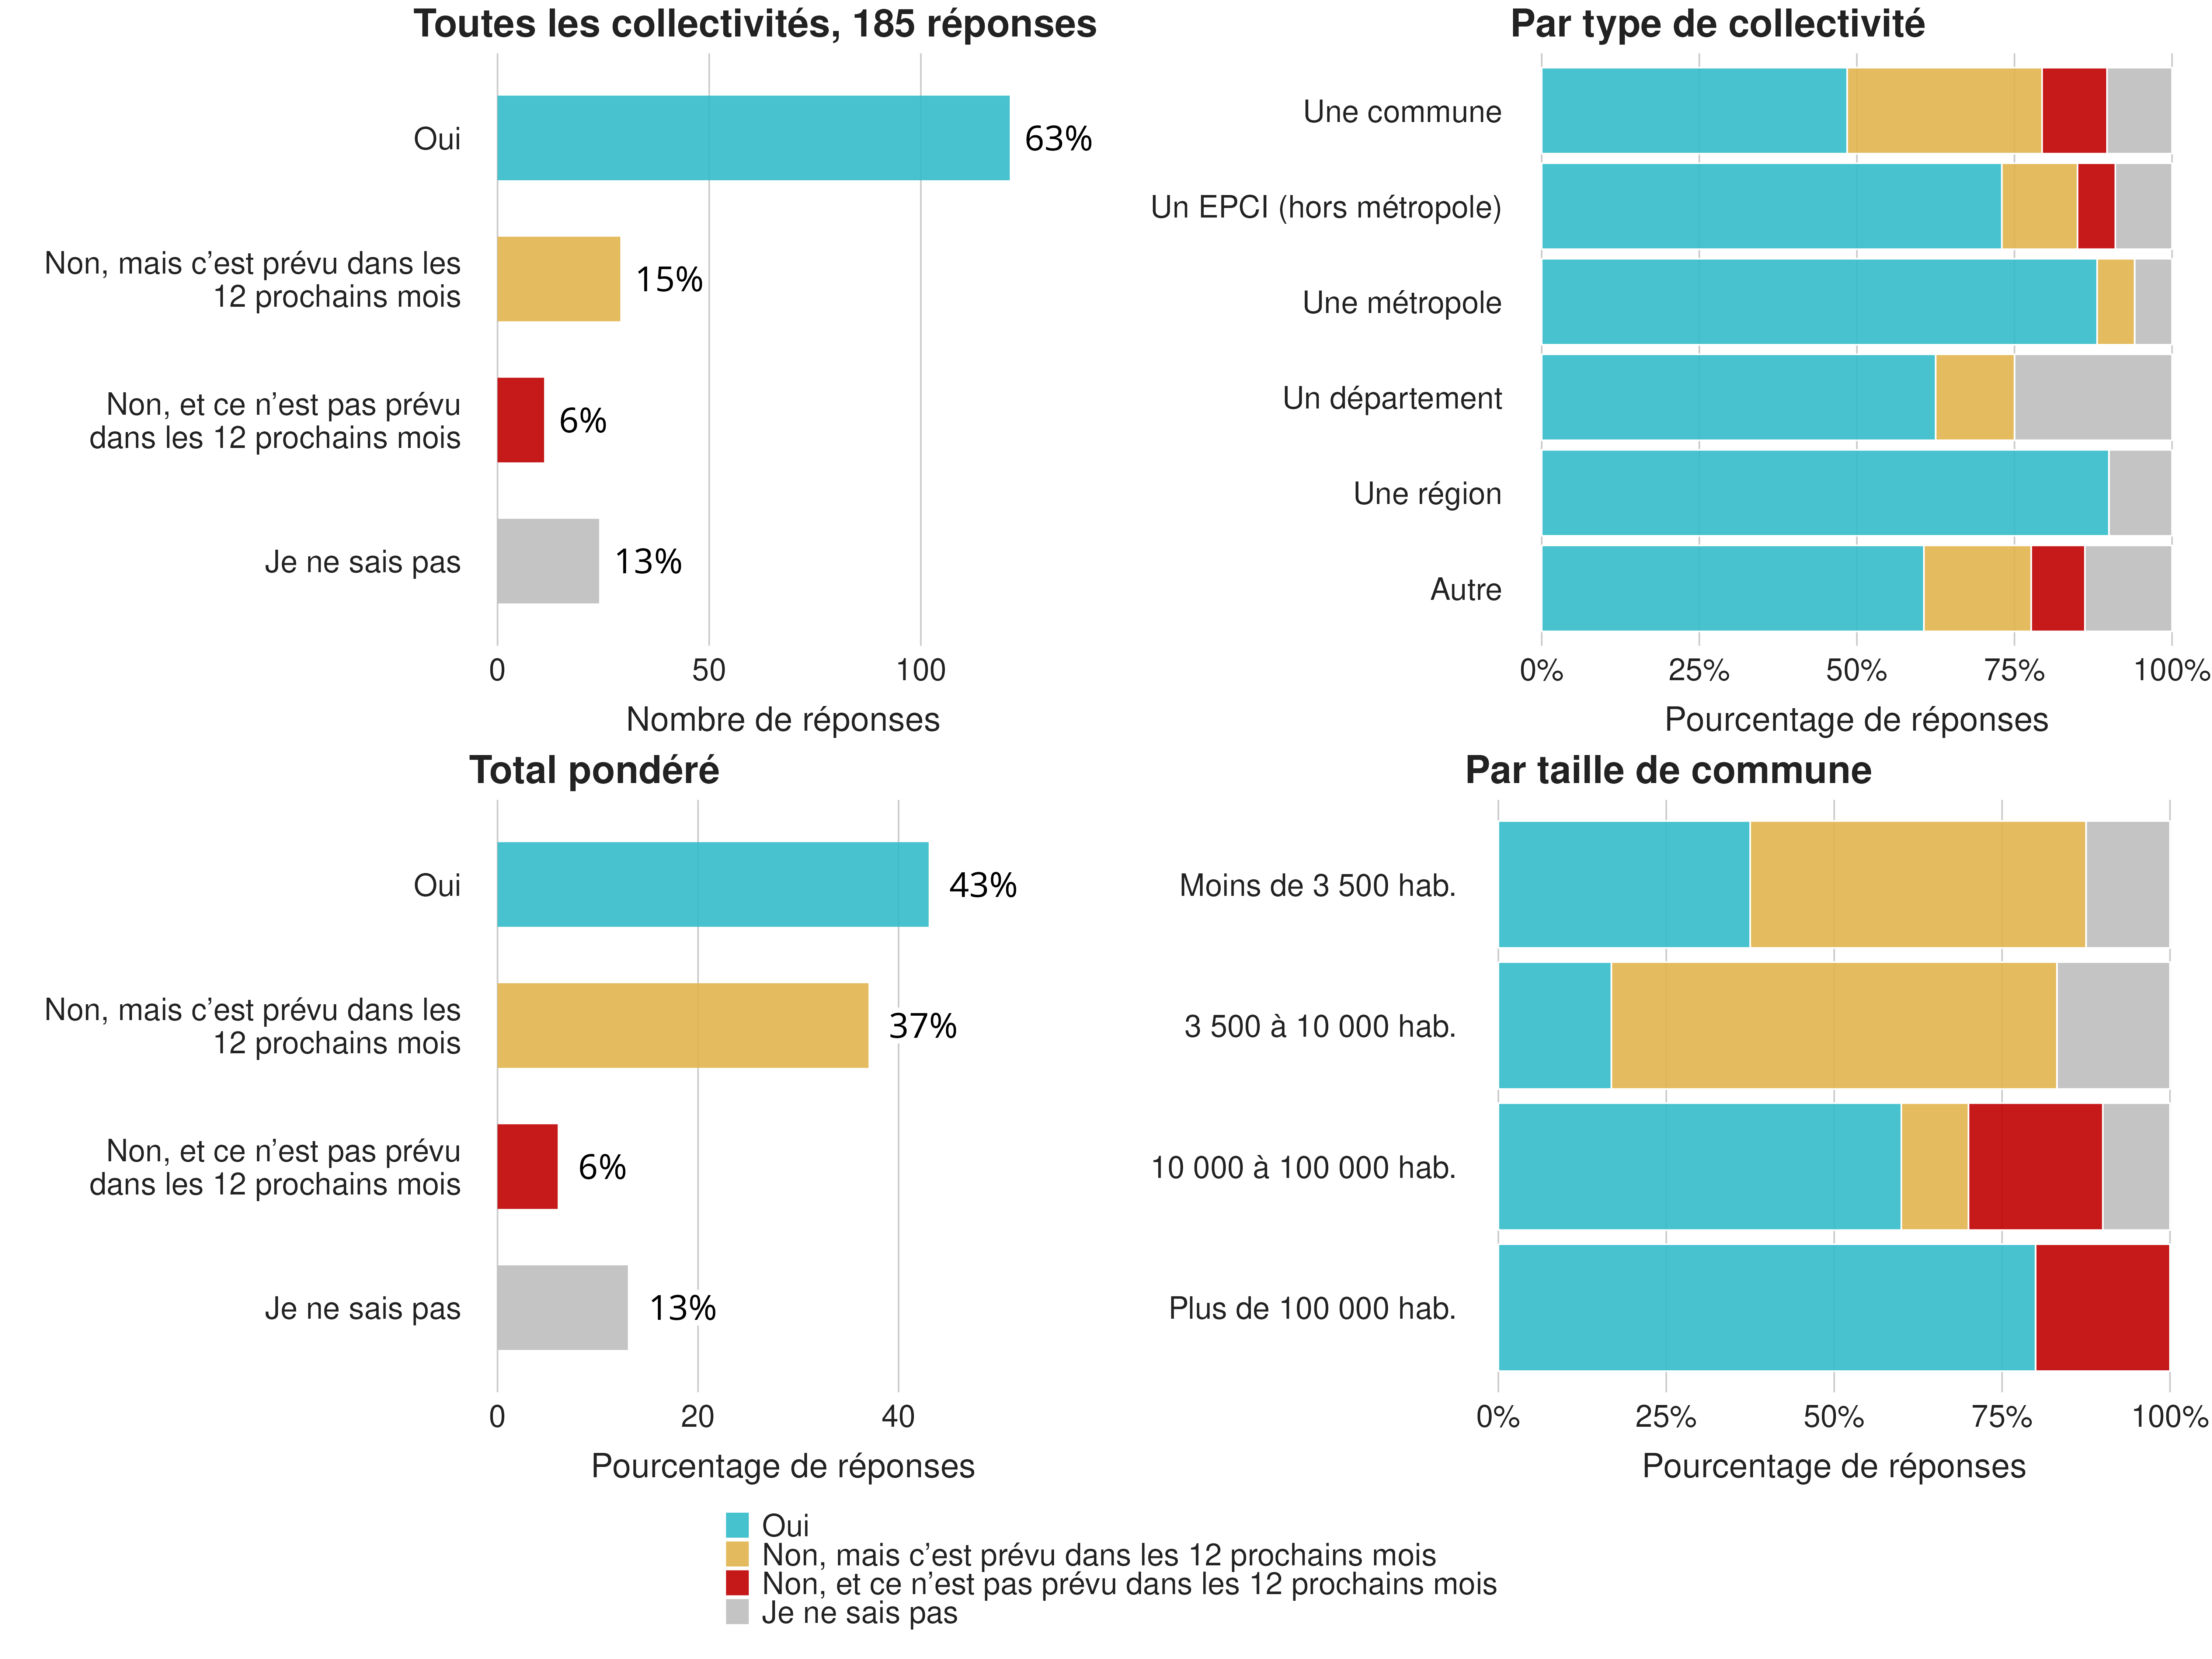 Toutes les collectivités, 185 réponses
Oui
63%
Non, mais c’est prévu dans les
12 prochains mois
15%
Non, et ce n’est pas prévu
dans les 12 prochains mois
6%
Je ne sais pas
13%
0 50 100
Nombre de réponses
Par type de collectivité
Une commune
Un EPCI (hors métropole)
Une métropole
Un département
Une région
Autre
0% 25% 50% 75% 100%
Pourcentage de réponses
Total pondéré
Oui
43%
Non, mais c’est prévu dans les
12 prochains mois
37%
Non, et ce n’est pas prévu
dans les 12 prochains mois
6%
Je ne sais pas
13%
0 20 40
Pourcentage de réponses
Par taille de commune
Moins de 3 500 hab.
3 500 à 10 000 hab.
10 000 à 100 000 hab.
Plus de 100 000 hab.
0% 25% 50% 75% 100%
Pourcentage de réponses
Oui
Non, mais c’est prévu dans les 12 prochains mois
Non, et ce n’est pas prévu dans les 12 prochains mois
Je ne sais pas